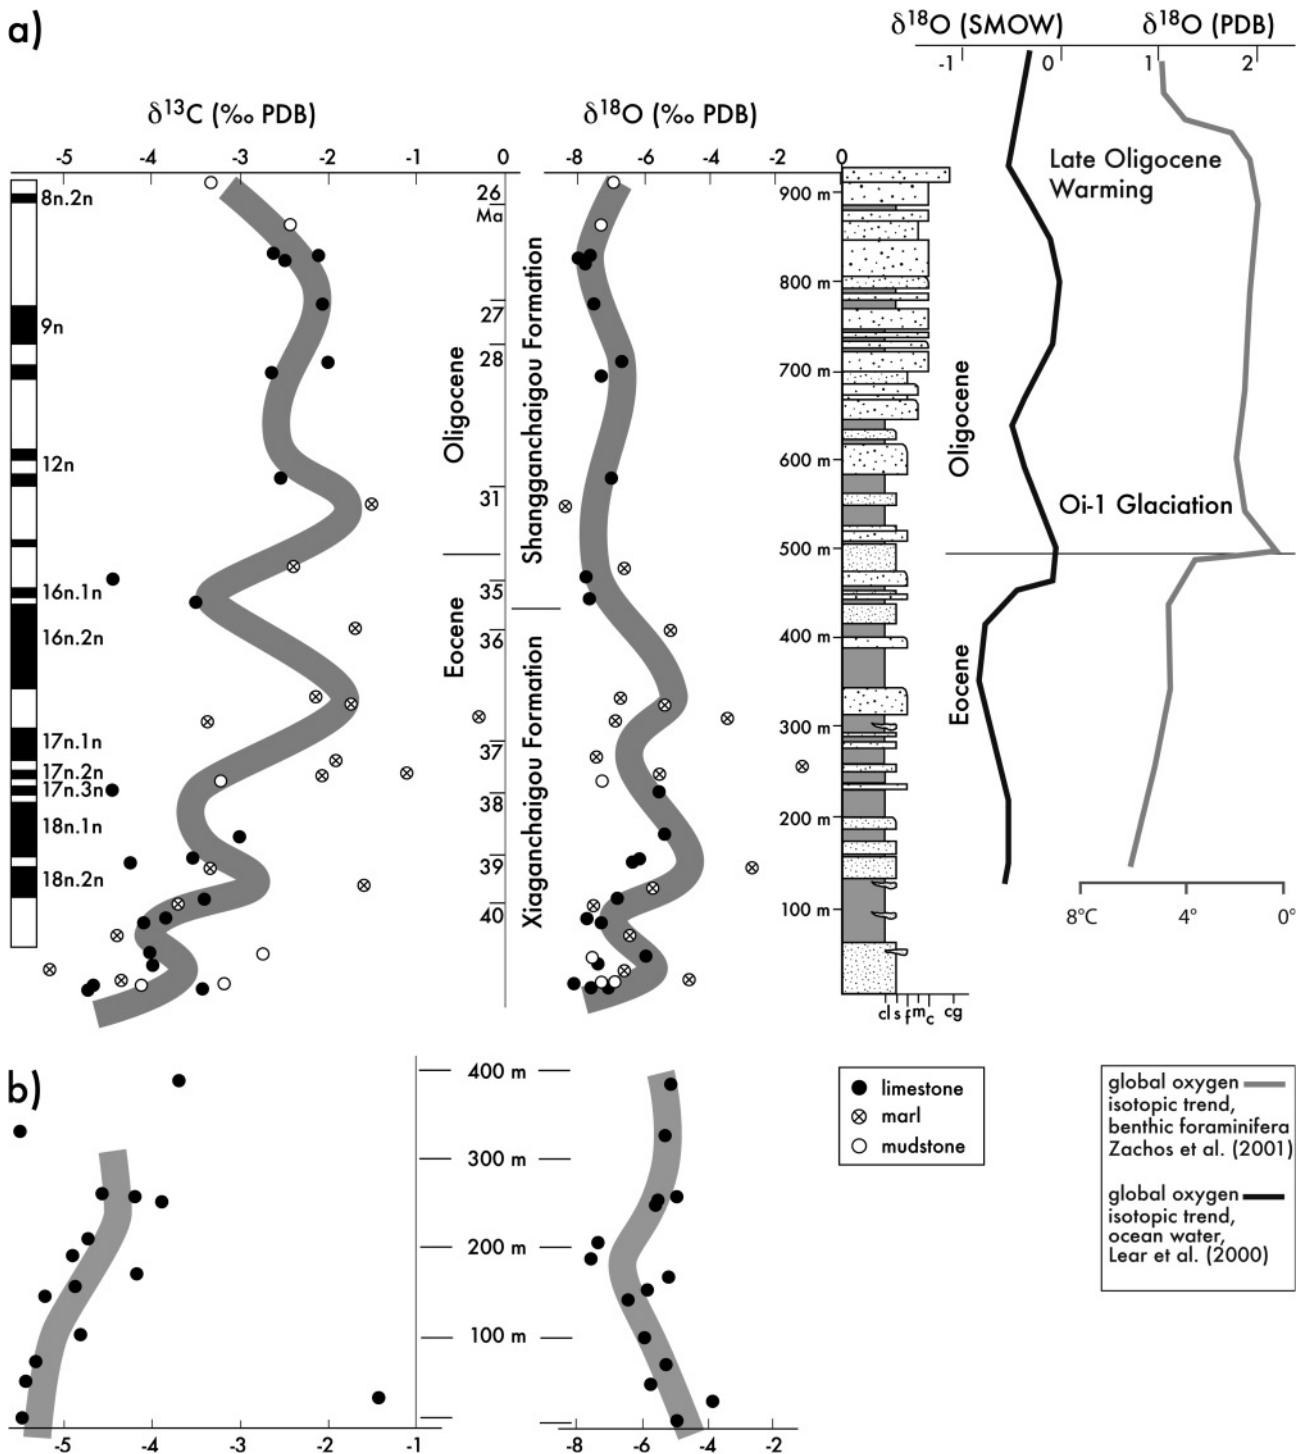 a)
δ18O (SMOW)
δ18O (PDB)
-1
0
1
2
δ13C (‰ PDB)
δ18O (‰ PDB)
-5
-4
-3
-2
-1
0
-8
-6
-4
-2
0
8n.2n
9n
12n
16n.1n
16n.2n
17n.1n
17n.2n
17n.3n
18n.1n
18n.2n
26
Ma
27
28
31
35
36
37
38
39
40
Oligocene
Eocene
Shangganchaigou Formation
Xiaganchaigou Formation
900 m
800 m
700 m
600 m
500 m
400 m
300 m
200 m
100 m
cl s f m c cg
Oligocene
Eocene
Late Oligocene
Warming
Oi-1 Glaciation
8°C
4°
0°
b)
400 m
300 m
200 m
100 m
-5
-4
-3
-2
-1
-8
-6
-4
-2
limestone
marl
mudstone
global oxygen
isotopic trend,
benthic foraminifera
Zachos et al. (2001)
global oxygen
isotopic trend,
ocean water,
Lear et al. (2000)